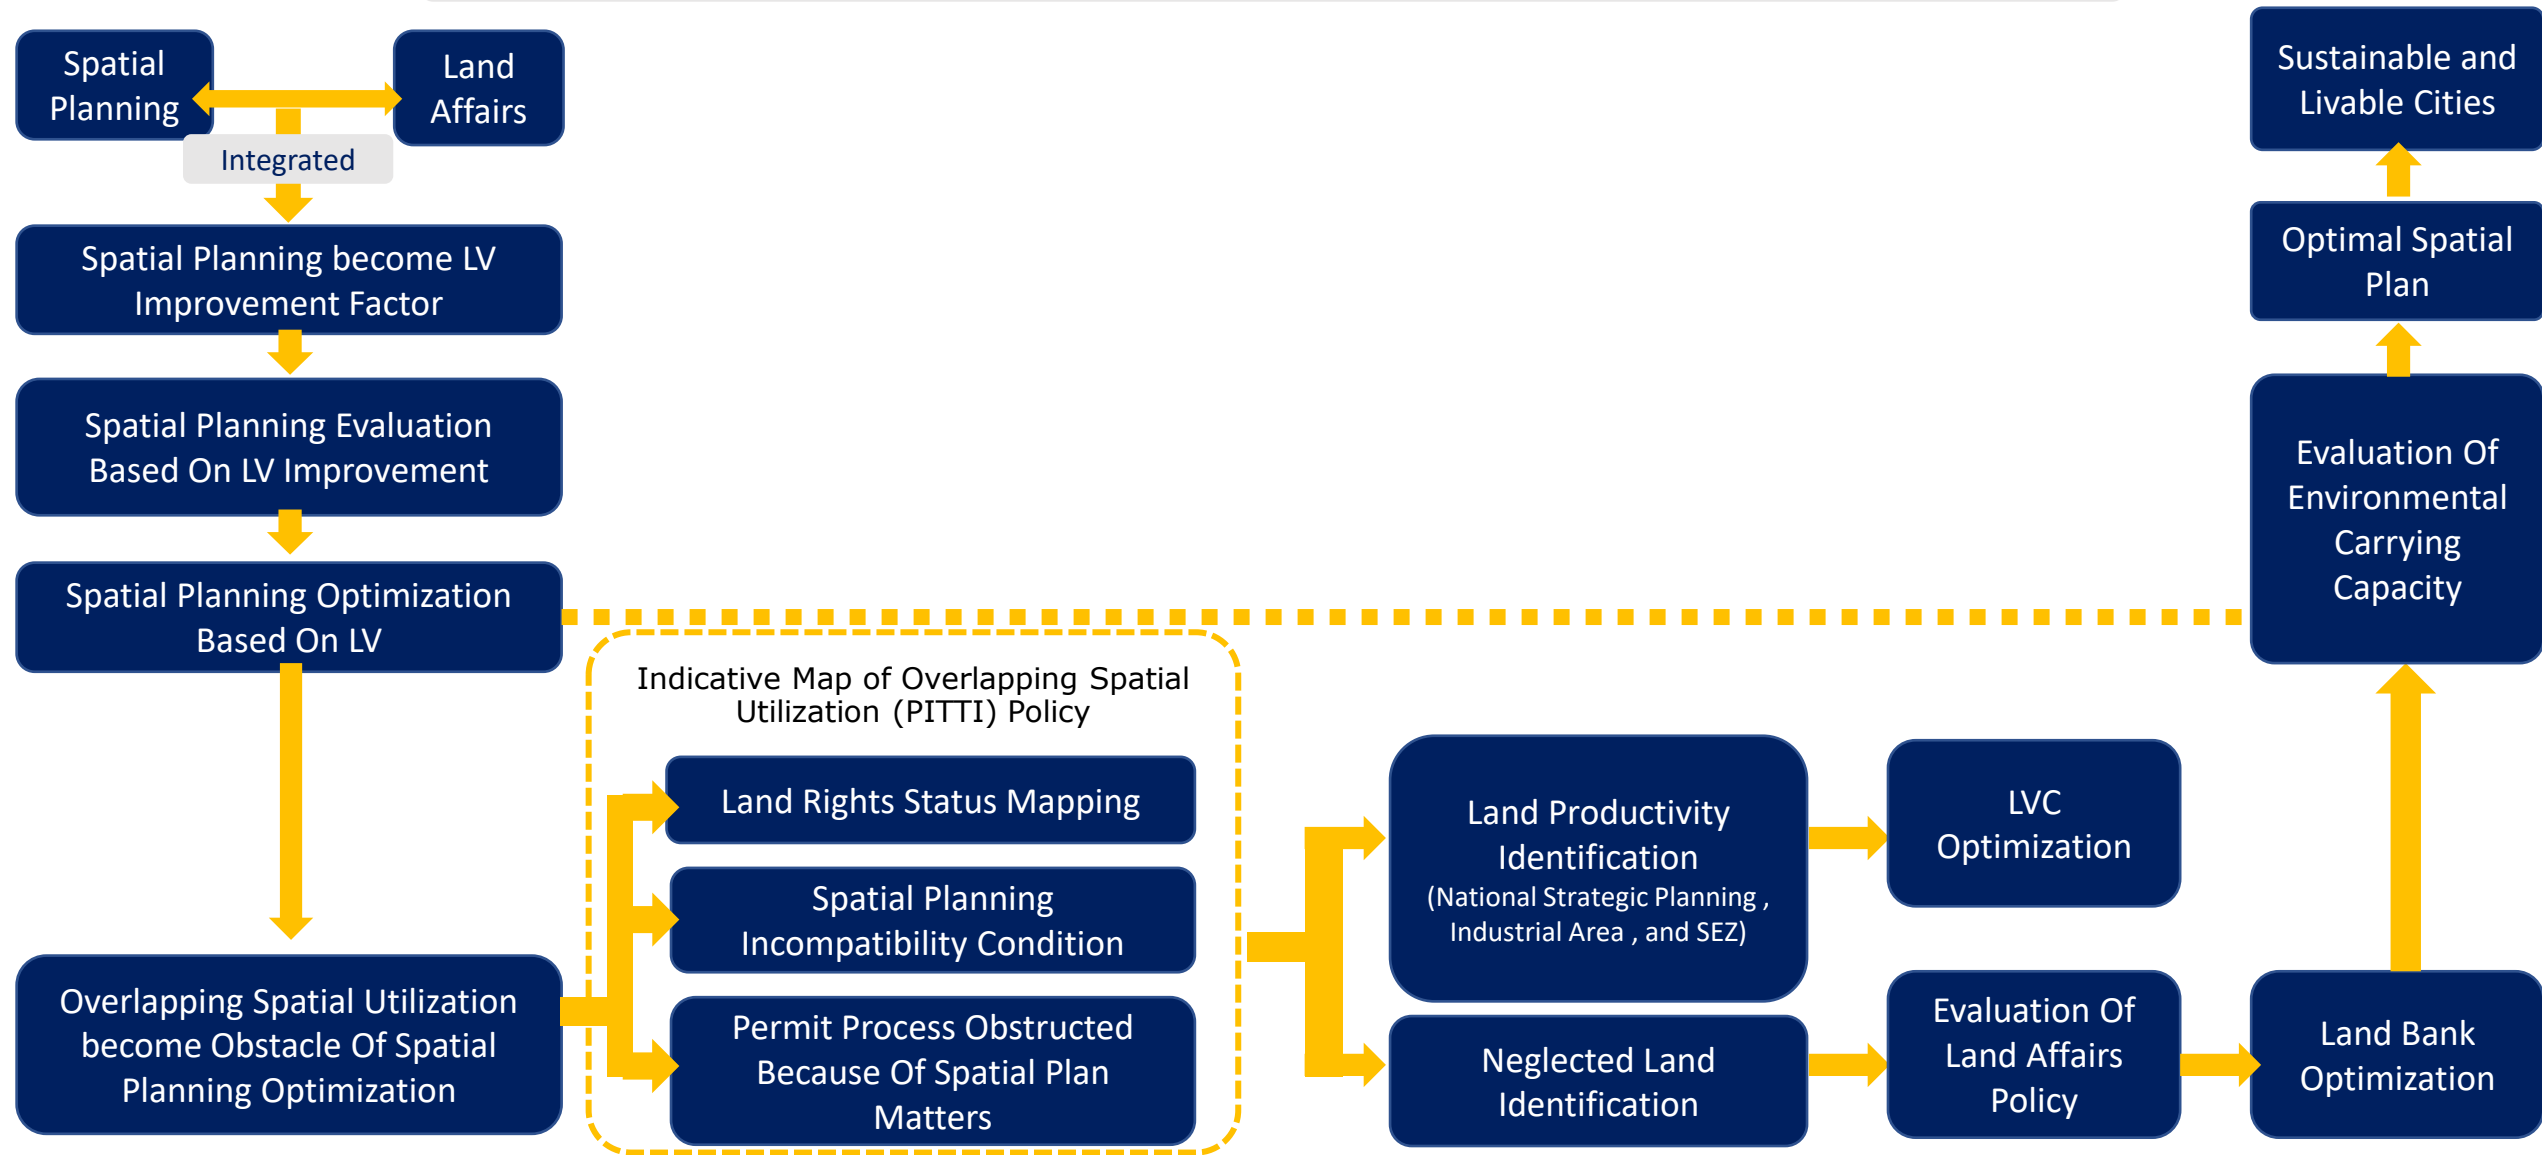 Spatial
Planning
Land
Affairs
Integrated
Spatial Planning become LV
Improvement Factor
Spatial Planning Evaluation
Based On LV Improvement
Spatial Planning Optimization
Based On LV
Overlapping Spatial Utilization
become Obstacle Of Spatial
Planning Optimization
Indicative Map of Overlapping Spatial
Utilization (PITTI) Policy
Land Rights Status Mapping
Spatial Planning
Incompatibility Condition
Permit Process Obstructed
Because Of Spatial Plan
Matters
Land Productivity
Identification
(National Strategic Planning ,
Industrial Area , and SEZ)
LVC
Optimization
Neglected Land
Identification
Evaluation Of
Land Affairs
Policy
Land Bank
Optimization
Evaluation Of
Environmental
Carrying
Capacity
Optimal Spatial
Plan
Sustainable and
Livable Cities